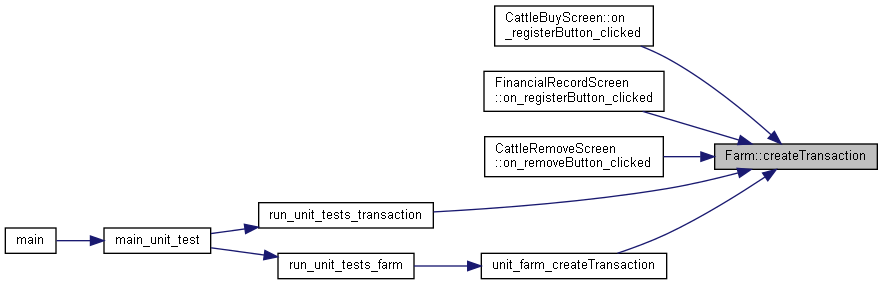 CattleBuyScreen::on
_registerButton_clicked
FinancialRecordScreen
::on_registerButton_clicked
CattleRemoveScreen
::on_removeButton_clicked
Farm::createTransaction
run_unit_tests_transaction
main
main_unit_test
run_unit_tests_farm
unit_farm_createTransaction